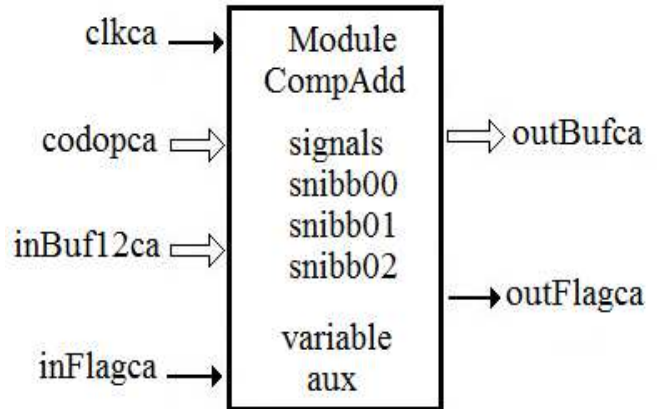 clkca
codopca
inBuf12ca
inFlagca
Module
CompAdd
signals
snibb00
snibb01
snibb02
variable
aux
outBufca
outFlagca